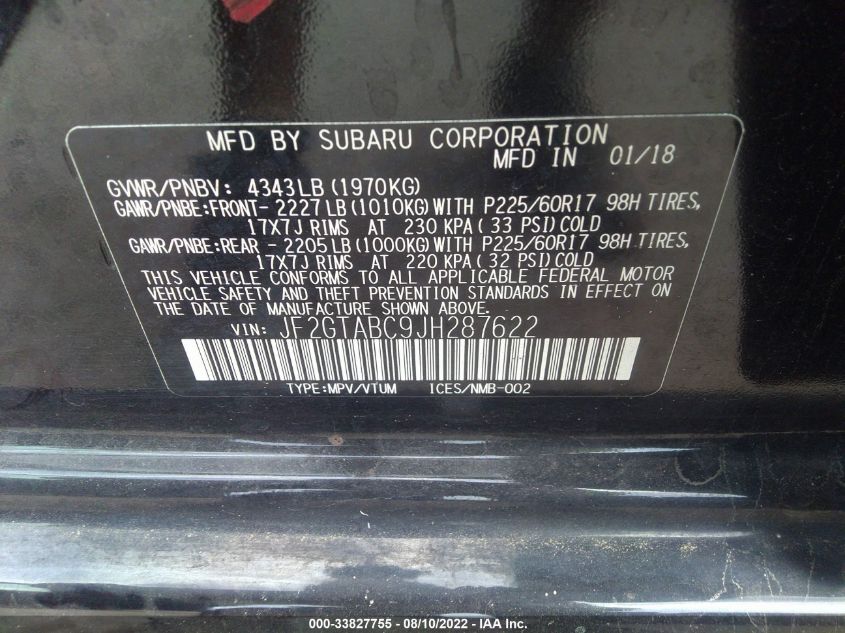 MFD BY SUBARU CORPORATION
MFD IN 01/18
GVWR/PNBV: 4343LB (1970KG)
GAWR/PNBE:FRONT- 2227LB (1010KG) WITH P225/60R17 98H TIRES,
17X7J RIMS AT 230 KPA ( 33 PSI) COLD
GAWR/PNBE:REAR - 2205LB (1000KG) WITH P225/60R17 98H TIRES,
17X7J RIMS AT 220 KPA ( 32 PSI) COLD
THIS VEHICLE CONFORMS TO ALL APPLICABLE FEDERAL MOTOR
VEHICLE SAFETY AND THEFT PREVENTION STANDARDS IN EFFECT ON
THE DATE OF MANUFACTURE SHOWN ABOVE.
VIN: JF2GTABC9JH287622
TYPE:MPV/VTUM ICES/NMB-002
000-33827755 - 08/10/2022 - IAA Inc.